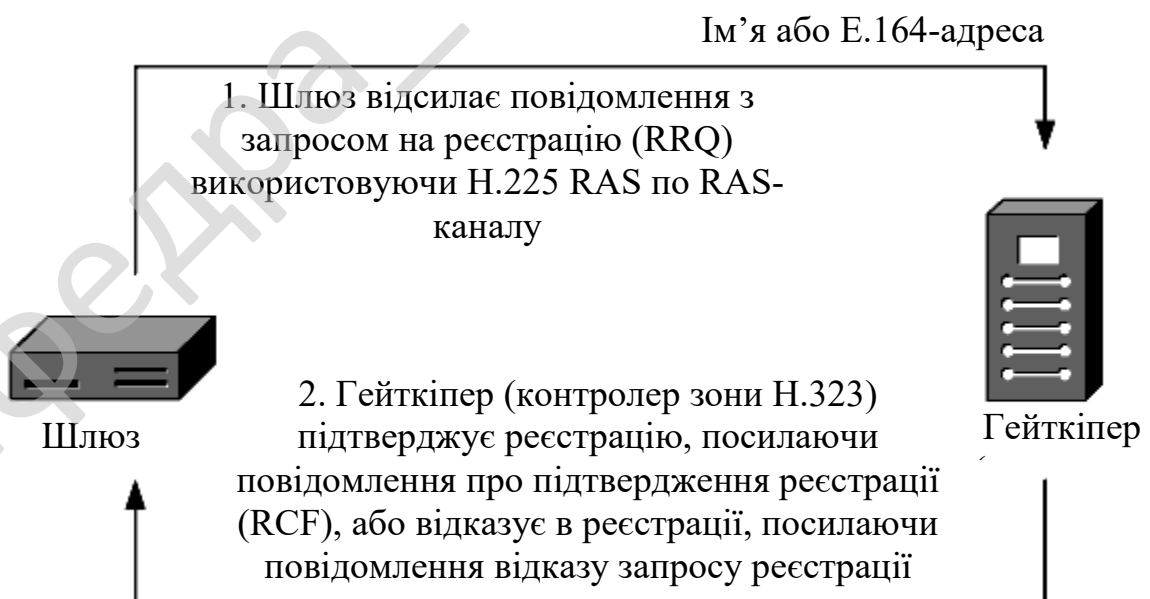 Ім’я або E.164-адреса
1. Шлюз відсилає повідомлення з
запросом на реєстрацію (RRQ)
використовуючи H.225 RAS по RAS-
каналу
2. Гейткіпер (контролер зони H.323)
підтверджує реєстрацію, посилаючи
повідомлення про підтвердження реєстрації
(RCF), або відказує в реєстрації, посилаючи
повідомлення відказу запросу реєстрації
Шлюз
Гейткіпер